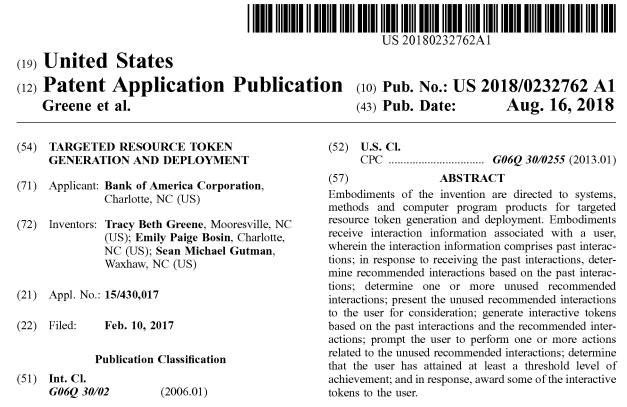 US 20180232762A1
(19) United States
(12) Patent Application Publication (10) Pub. No.: US 2018/0232762 A1
Greene et al. (43) Pub. Date: Aug. 16, 2018
(54) TARGETED RESOURCE TOKEN
GENERATION AND DEPLOYMENT
(71) Applicant: Bank of America Corporation,
Charlotte, NC (US)
(72) Inventors: Tracy Beth Greene, Mooresville, NC
(US); Emily Paige Bosin, Charlotte,
NC (US); Sean Michael Gutman,
Waxhaw, NC (US)
(21) Appl. No.: 15/430,017
(22) Filed: Feb. 10, 2017
Publication Classification
(51) Int. Cl.
G06Q 30/02 (2006.01)
(52) U.S. Cl.
CPC ................................ G06Q 30/0255 (2013.01)
(57) ABSTRACT
Embodiments of the invention are directed to systems,
methods and computer program products for targeted
resource token generation and deployment. Embodiments
receive interaction information associated with a user,
wherein the interaction information comprises past interac-
tions; in response to receiving the past interactions, deter-
mine recommended interactions based on the past interac-
tions; determine one or more unused recommended
interactions; present the unused recommended interactions
to the user for consideration; generate interactive tokens
based on the past interactions and the recommended inter-
actions; prompt the user to perform one or more actions
related to the unused recommended interactions; determine
that the user has attained at least a threshold level of
achievement; and in response, award some of the interactive
tokens to the user.